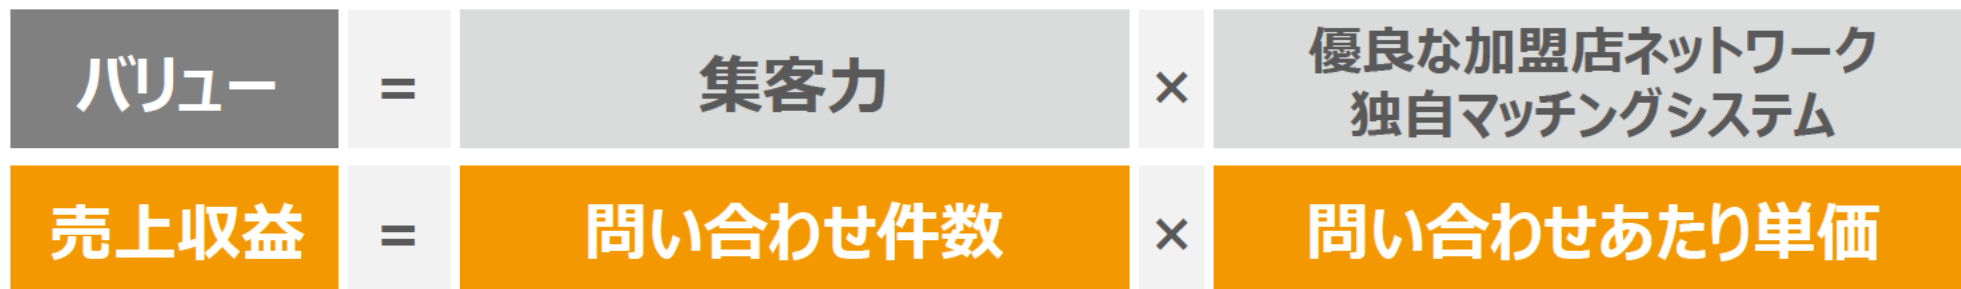 バリュー = 集客力 × 優良な加盟店ネットワーク
独自マッチングシステム
売上収益 = 問い合わせ件数 × 問い合わせあたり単価